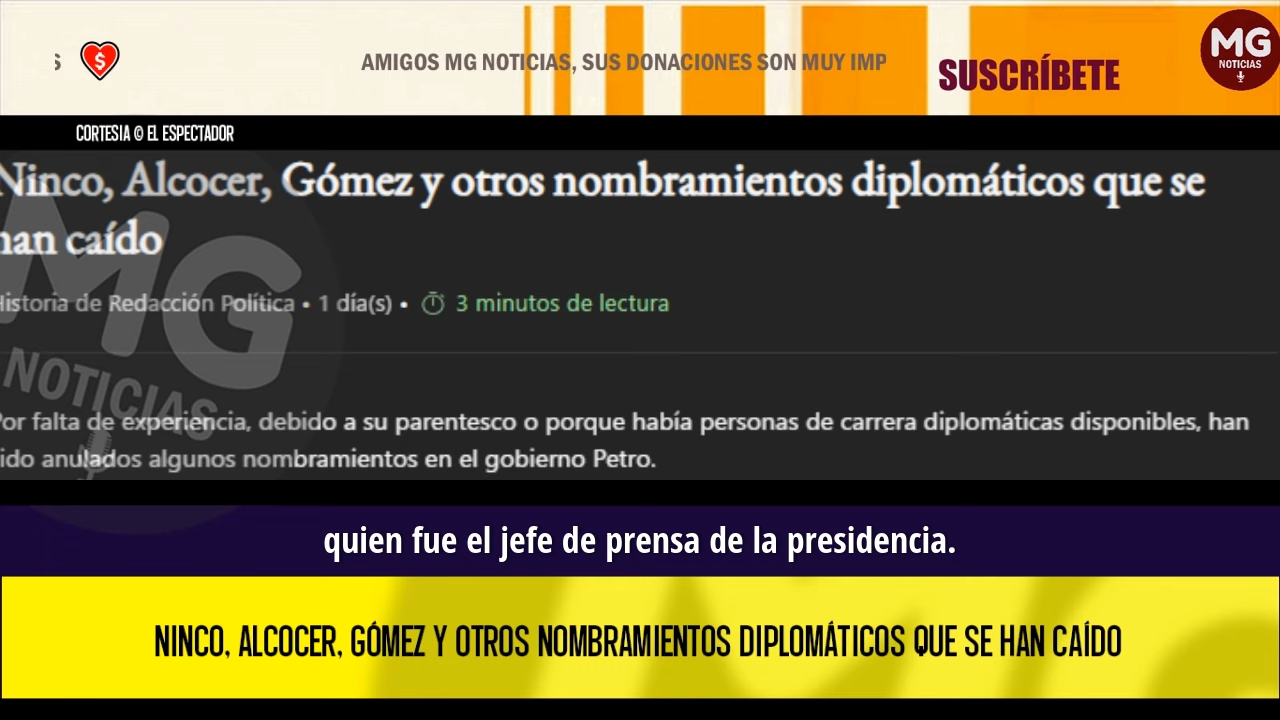 S
$
AMIGOS MG NOTICIAS, SUS DONACIONES SON MUY IMP
SUSCRÍBETE
MG
NOTICIAS
CORTESIA © EL ESPECTADOR
Ninco, Alcocer, Gómez y otros nombramientos diplomáticos que se
han caído
Historia de Redacción Política • 1 día(s) • 3 minutos de lectura
MG
NOTICIAS
Por falta de experiencia, debido a su parentesco o porque había personas de carrera diplomáticas disponibles, han
sido anulados algunos nombramientos en el gobierno Petro.
quien fue el jefe de prensa de la presidencia.
NINCO, ALCOCER, GÓMEZ Y OTROS NOMBRAMIENTOS DIPLOMÁTICOS QUE SE HAN CAÍDO